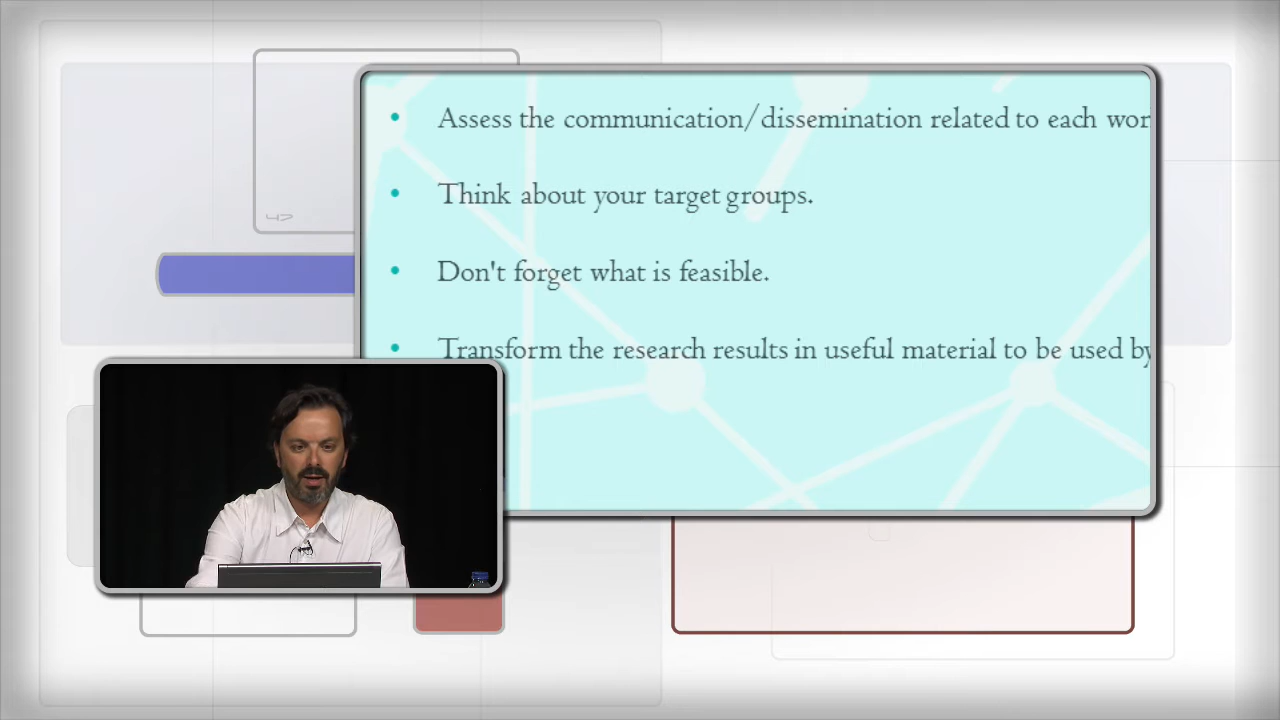 Assess the communication/dissemination related to each wor
Think about your target groups.
Don't forget what is feasible.
Transform the research results in useful material to be used by